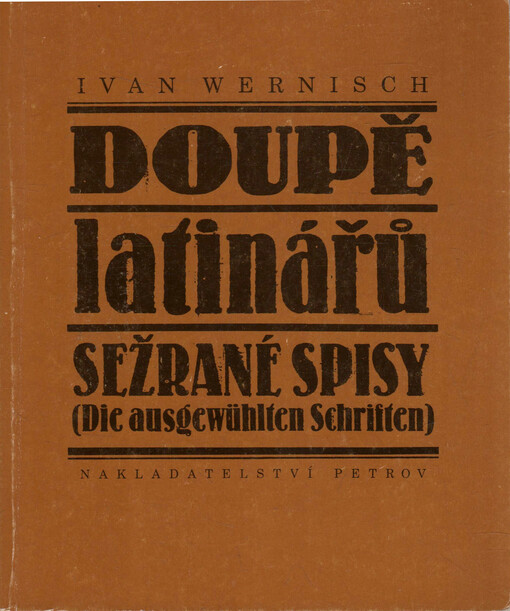 IVAN WERNISCH
DOUPĚ
latinářů
SEŽRANÉ SPISY
(Die ausgewühlten Schriften)
NAKLADATELSTVÍ PETROV